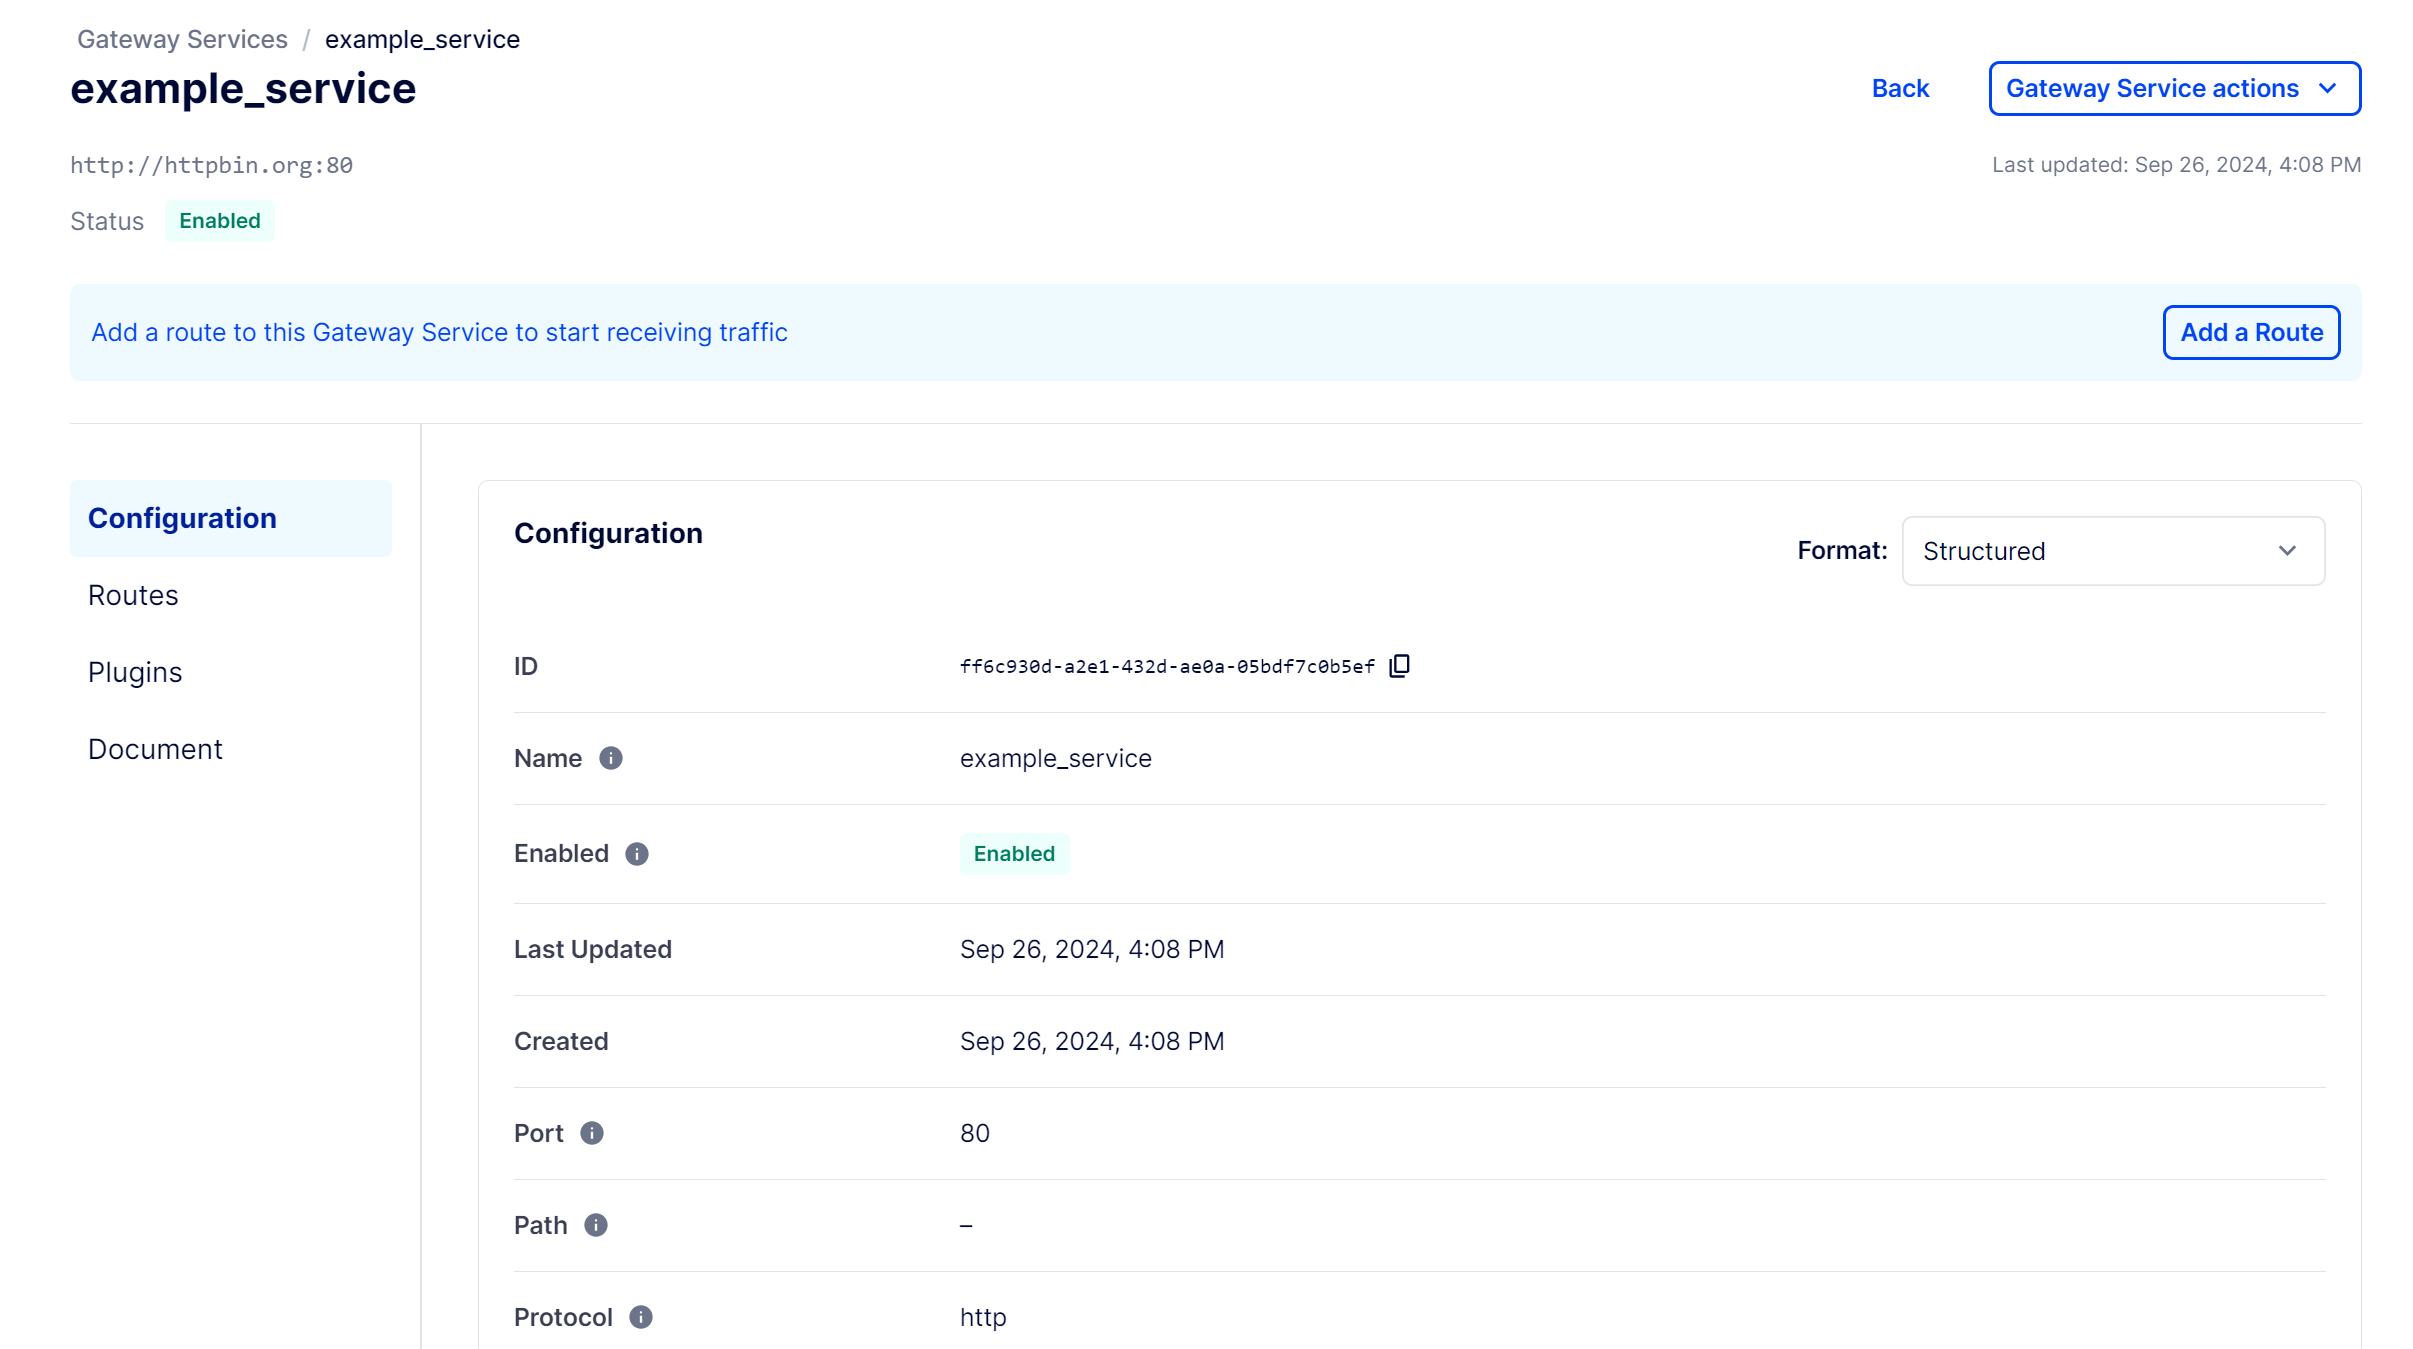 Gateway Services / example_service
example_service
Back
Gateway Service actions
http://httpbin.org:80
Last updated: Sep 26, 2024, 4:08 PM
Status Enabled
Add a route to this Gateway Service to start receiving traffic
Add a Route
Configuration
Routes
Plugins
Document
Configuration
Format: Structured
ID ff6c930d-a2e1-432d-ae0a-05bdf7c0b5ef
Name example_service
Enabled Enabled
Last Updated Sep 26, 2024, 4:08 PM
Created Sep 26, 2024, 4:08 PM
Port 80
Path –
Protocol http